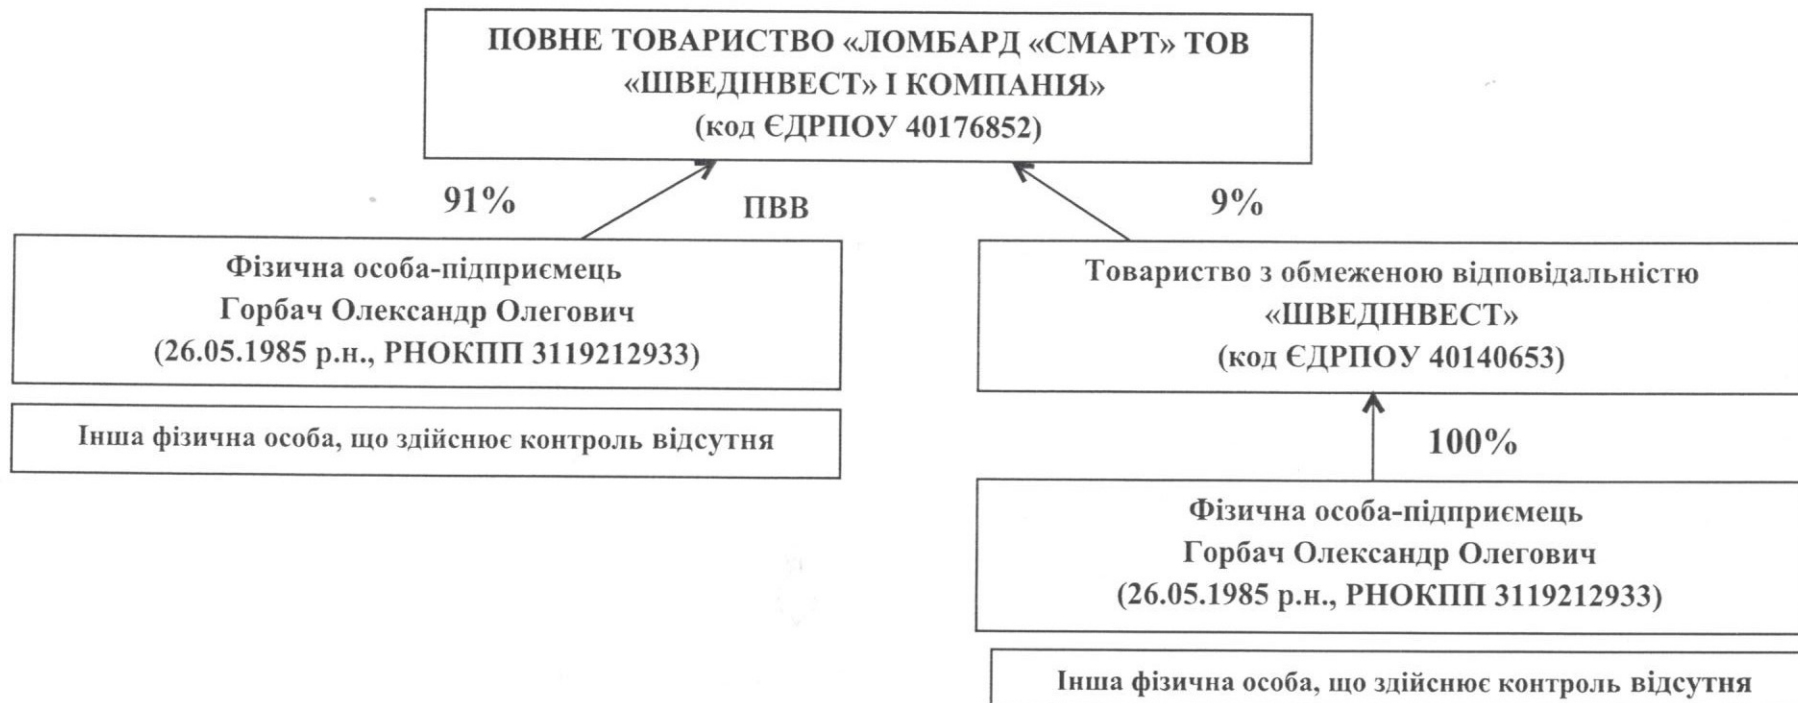 ПОВНЕ ТОВАРИСТВО «ЛОМБАРД «СМАРТ» ТОВ
«ШВЕДІНВЕСТ» І КОМПАНІЯ»
(код ЄДРПОУ 40176852)
91%
ПВВ
9%
Фізична особа-підприємець
Горбач Олександр Олегович
(26.05.1985 р.н., РНОКПП 3119212933)
Інша фізична особа, що здійснює контроль відсутня
Товариство з обмеженою відповідальністю
«ШВЕДІНВЕСТ»
(код ЄДРПОУ 40140653)
100%
Фізична особа-підприємець
Горбач Олександр Олегович
(26.05.1985 р.н., РНОКПП 3119212933)
Інша фізична особа, що здійснює контроль відсутня